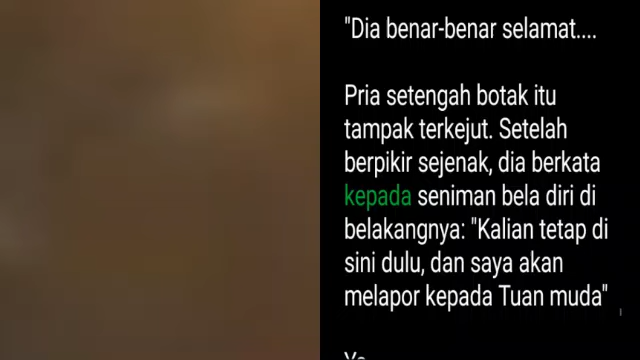 "Dia benar-benar selamat....
Pria setengah botak itu
tampak terkejut. Setelah
berpikir sejenak, dia berkata
kepada seniman bela diri di
belakangnya: "Kalian tetap di
sini dulu, dan saya akan
melapor kepada Tuan muda"